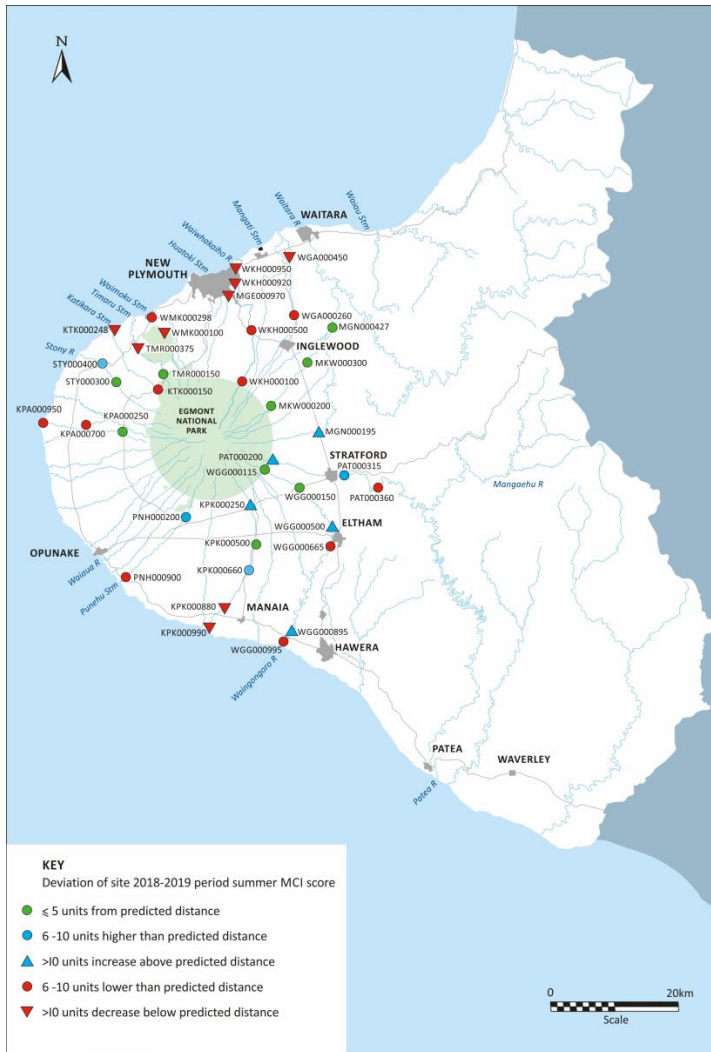 N
WAITARA
Waiau Stm
Waitara R
Mangati Stm
Waiwhakaiho R
Huatoki Stm
NEW
PLYMOUTH
WGA000450
WKH000950
WKH000920
MGE000970
Waimoku Stm
Timaru Stm
Katikara Stm
WMK000298
WGA000260
MGN000427
KTK000248
WMK000100
WKH000500
TMR000375
INGLEWOOD
Stony R
STY000400
MKW000300
STY000300
TMR000150
WKH000100
KTK000150
KPA000950
KPA000250
MKW000200
KPA000700
EGMONT
NATIONAL
PARK
MGN000195
PAT000200
STRATFORD
WGG000115
PAT000315
Mangaehu R
WGG000150
PAT000360
KPK000250
PNH000200
WGG000500
ELTHAM
KPK000500
WGG000665
OPUNAKE
Waiaua R
KPK000660
Punehu Stm
PNH000900
KPK000880
MANAIA
KPK000990
WGG000895
WGG000995
HAWERA
Waingongoro R
PATEA
WAVERLEY
Patea R
KEY
Deviation of site 2018-2019 period summer MCI score
⩽ 5 units from predicted distance
6 -10 units higher than predicted distance
>I0 units increase above predicted distance
6 -10 units lower than predicted distance
>I0 units decrease below predicted distance
0 20km
Scale